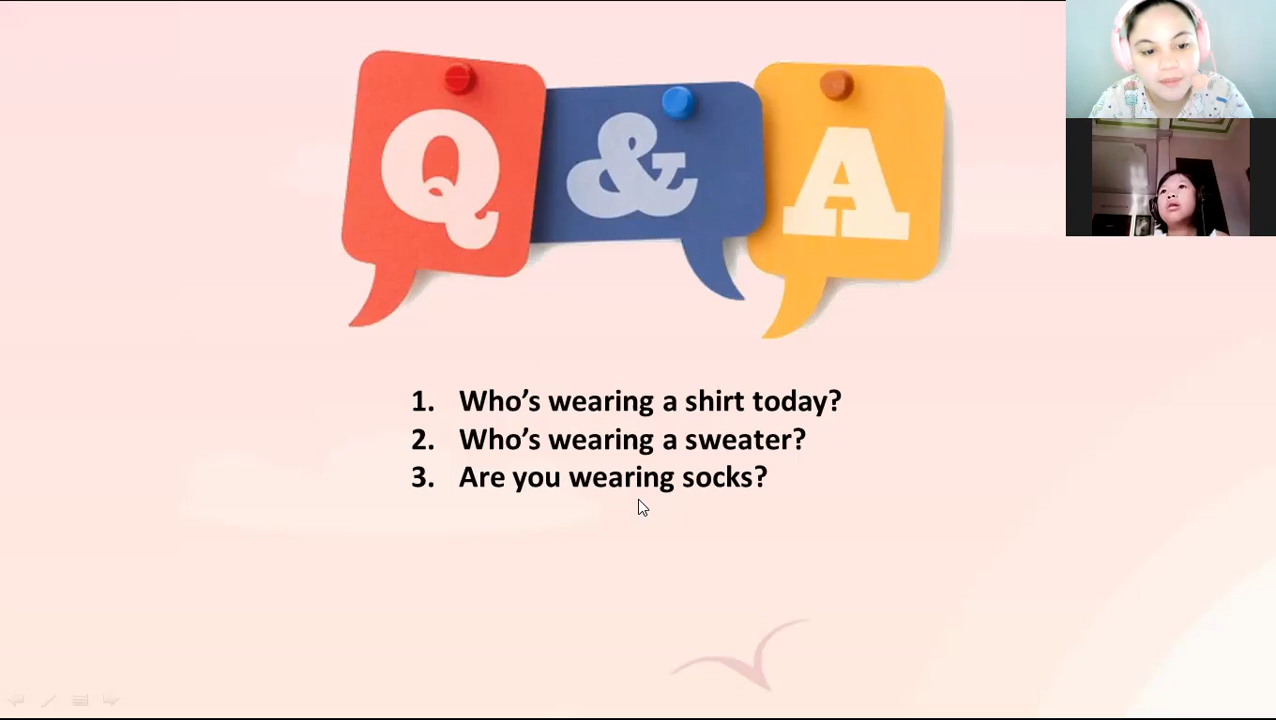 Q & A
1. Who’s wearing a shirt today?
2. Who’s wearing a sweater?
3. Are you wearing socks?